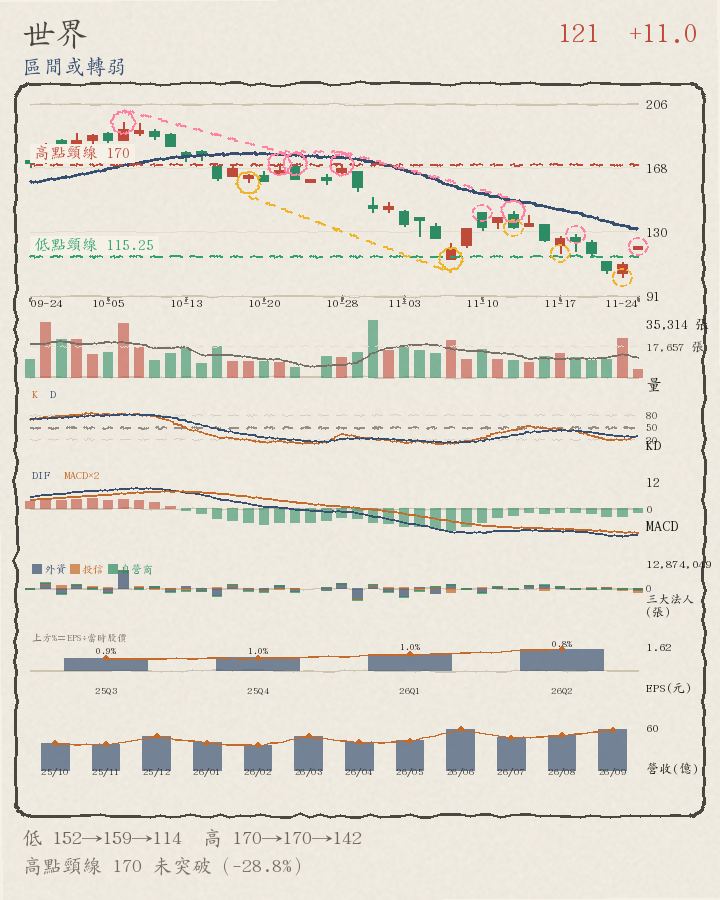 世界
121 +11.0
區間或轉弱
206
高點頸線 170
168
130
低點頸線 115.25
91
09-24 10-05 10-13 10-20 10-28 11-03 11-10 11-17 11-24
35,314 張
17,657 張
量
K D
80
50
20
KD
DIF MACD×2
12
0
MACD
12,874,049
外資 投信 自營商
0
三大法人
(張)
上方%=EPS÷當時股價
0.9% 1.0% 1.0% 0.8%
1.62
25Q3 25Q4 26Q1 26Q2
EPS(元)
60
營收(億)
25/10 25/11 25/12 26/01 26/02 26/03 26/04 26/05 26/06 26/07 26/08 26/09
低 152→159→114 高 170→170→142
高點頸線 170 未突破 (-28.8%)